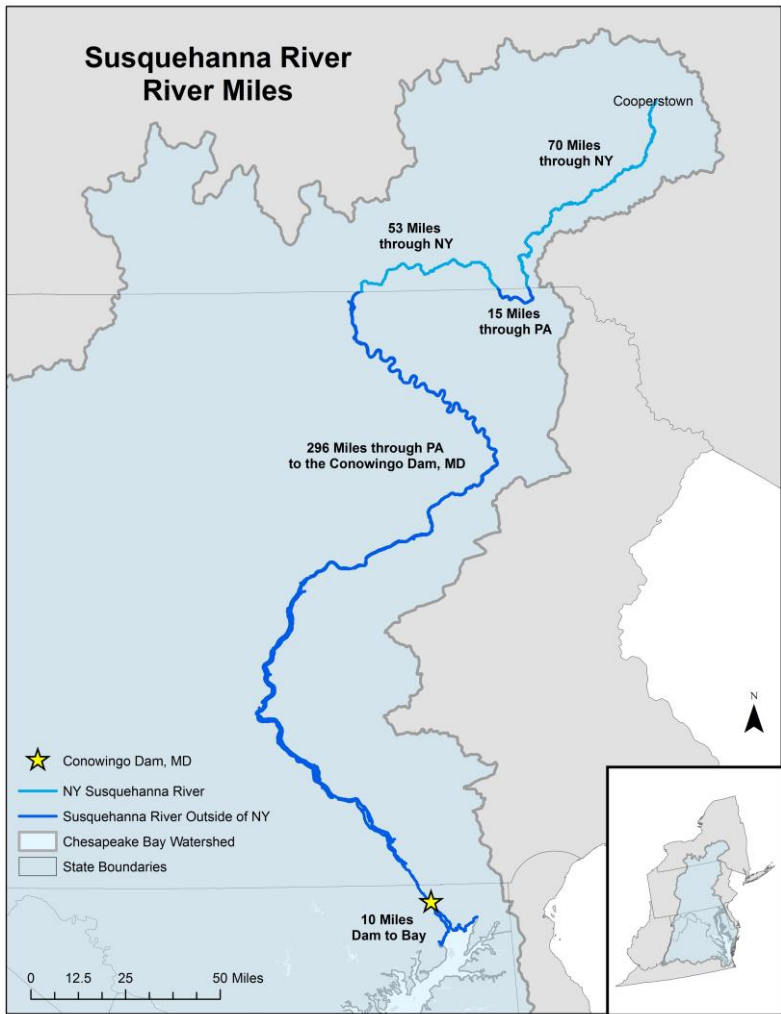 Susquehanna River
River Miles
Cooperstown
70 Miles
through NY
53 Miles
through NY
15 Miles
through PA
296 Miles through PA
to the Conowingo Dam, MD
N
Conowingo Dam, MD
NY Susquehanna River
Susquehanna River Outside of NY
Chesapeake Bay Watershed
State Boundaries
10 Miles
Dam to Bay
0 12.5 25 50 Miles